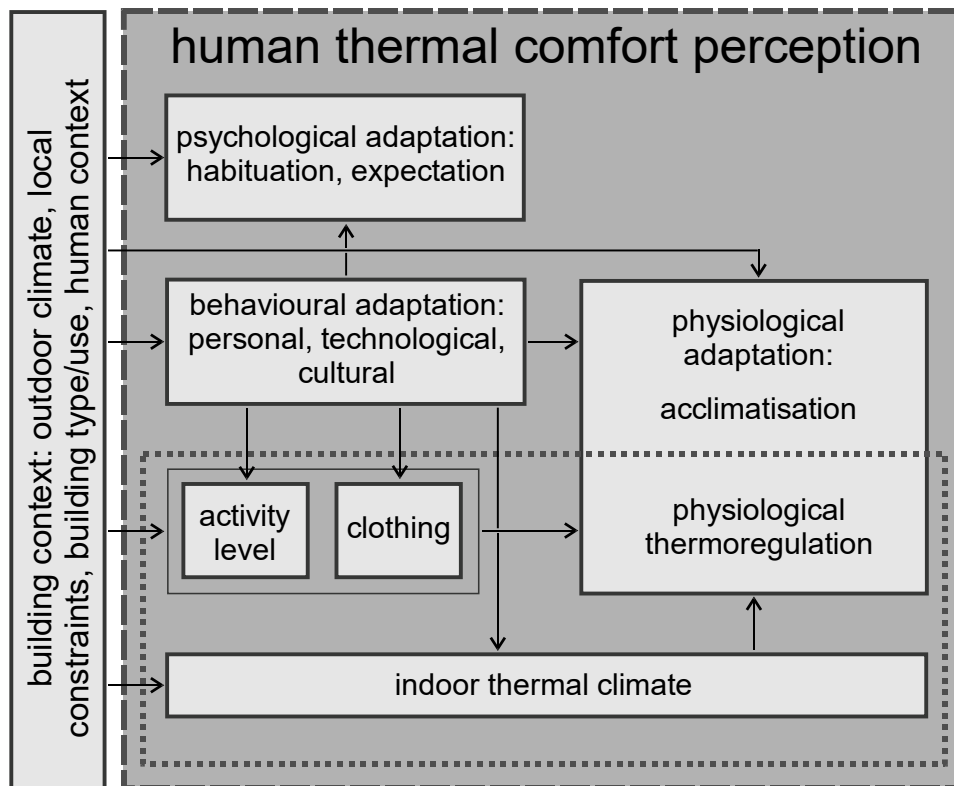 human thermal comfort perception
building context: outdoor climate, local
constraints, building type/use, human context
psychological adaptation:
habituation, expectation
behavioural adaptation:
personal, technological,
cultural
physiological
adaptation:
acclimatisation
activity
level
clothing
physiological
thermoregulation
indoor thermal climate